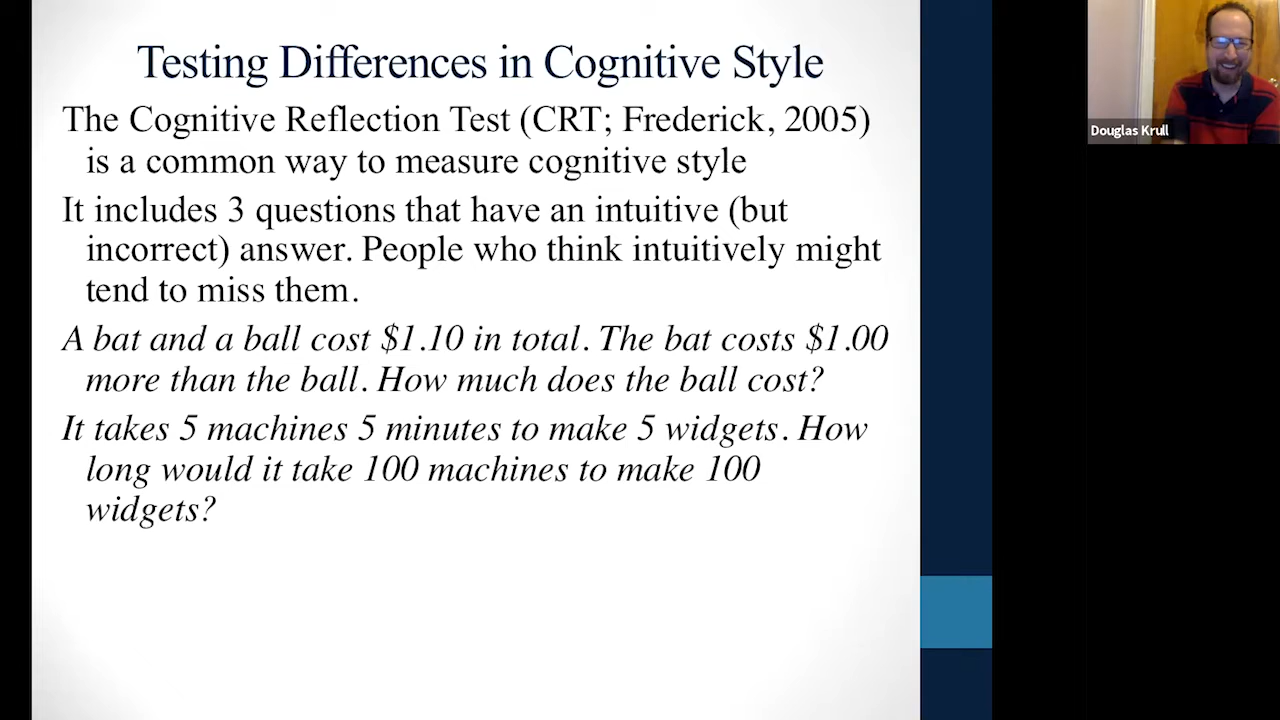 Testing Differences in Cognitive Style
The Cognitive Reflection Test (CRT; Frederick, 2005)
is a common way to measure cognitive style
It includes 3 questions that have an intuitive (but
incorrect) answer. People who think intuitively might
tend to miss them.
A bat and a ball cost $1.10 in total. The bat costs $1.00
more than the ball. How much does the ball cost?
It takes 5 machines 5 minutes to make 5 widgets. How
long would it take 100 machines to make 100
widgets?
Douglas Krull